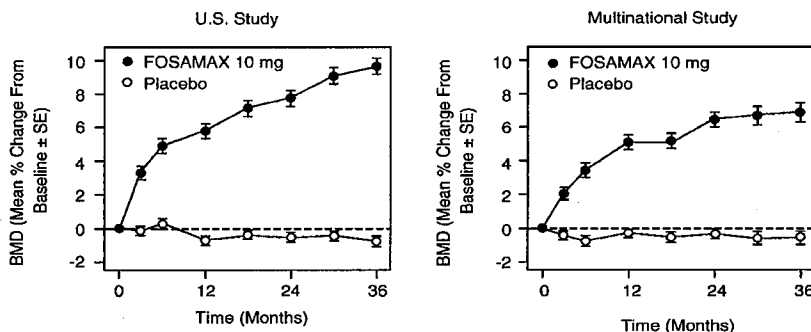 U.S. Study
BMD (Mean % Change From
Baseline ± SE)
10
8
6
4
2
0
-2
FOSAMAX 10 mg
Placebo
0 12 24 36
Time (Months)
Multinational Study
BMD (Mean % Change From
Baseline ± SE)
10
8
6
4
2
0
-2
FOSAMAX 10 mg
Placebo
0 12 24 36
Time (Months)